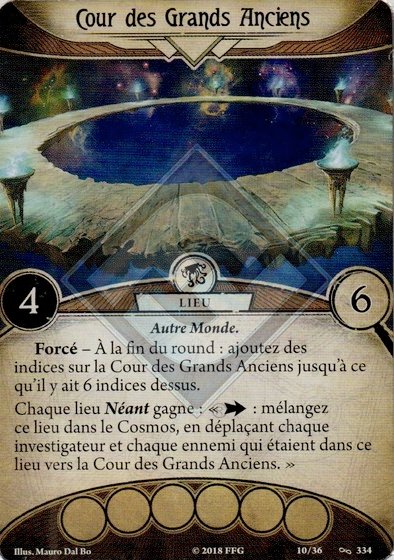 Cour des Grands Anciens
4
LIEU
6
Autre Monde.
Forcé – À la fin du round : ajoutez des
indices sur la Cour des Grands Anciens jusqu'à ce
qu'il y ait 6 indices dessus.
Chaque lieu Néant gagne : « : mélangez
ce lieu dans le Cosmos, en déplaçant chaque
investigateur et chaque ennemi qui étaient dans ce
lieu vers la Cour des Grands Anciens. »
Illus. Mauro Dal Bo
© 2018 FFG
10/36
334